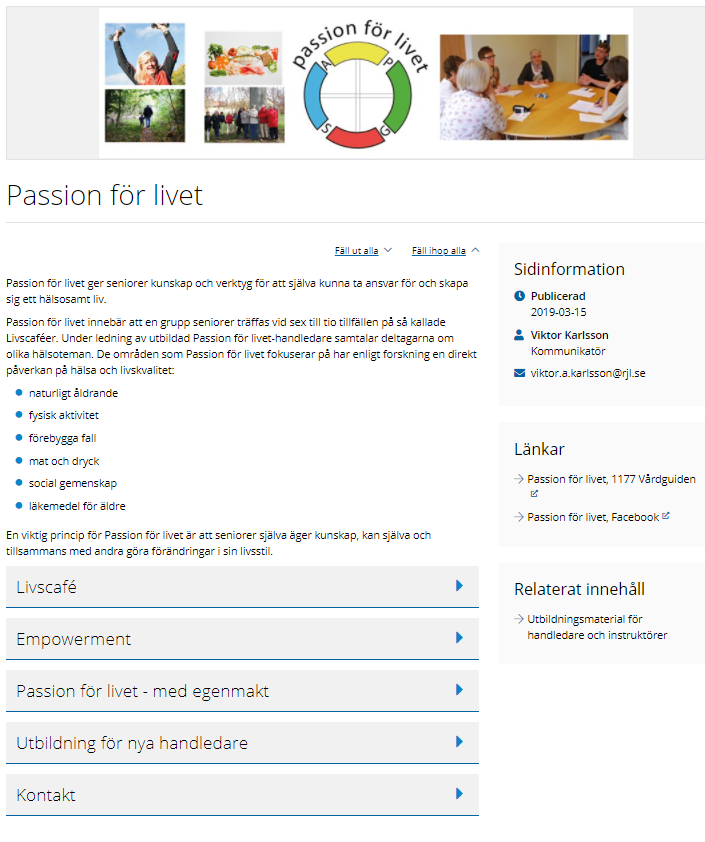 passion för livet
A P
S G
Passion för livet
Fäll ut alla Fäll ihop alla
Passion för livet ger seniorer kunskap och verktyg för att själva kunna ta ansvar för och skapa
sig ett hälsosamt liv.
Passion för livet innebär att en grupp seniorer träffas vid sex till tio tillfällen på så kallade
Livscaféer. Under ledning av utbildad Passion för livet-handledare samtalar deltagarna om
olika hälsoteman. De områden som Passion för livet fokuserar på har enligt forskning en direkt
påverkan på hälsa och livskvalitet:
naturligt åldrande
fysisk aktivitet
förebygga fall
mat och dryck
social gemenskap
läkemedel för äldre
En viktig princip för Passion för livet är att seniorer själva äger kunskap, kan själva och
tillsammans med andra göra förändringar i sin livsstil.
Livscafé
Empowerment
Passion för livet - med egenmakt
Utbildning för nya handledare
Kontakt
Sidinformation
Publicerad
2019-03-15
Viktor Karlsson
Kommunikatör
viktor.a.karlsson@rjl.se
Länkar
Passion för livet, 1177 Vårdguiden
Passion för livet, Facebook
Relaterat innehåll
Utbildningsmaterial för
handledare och instruktörer